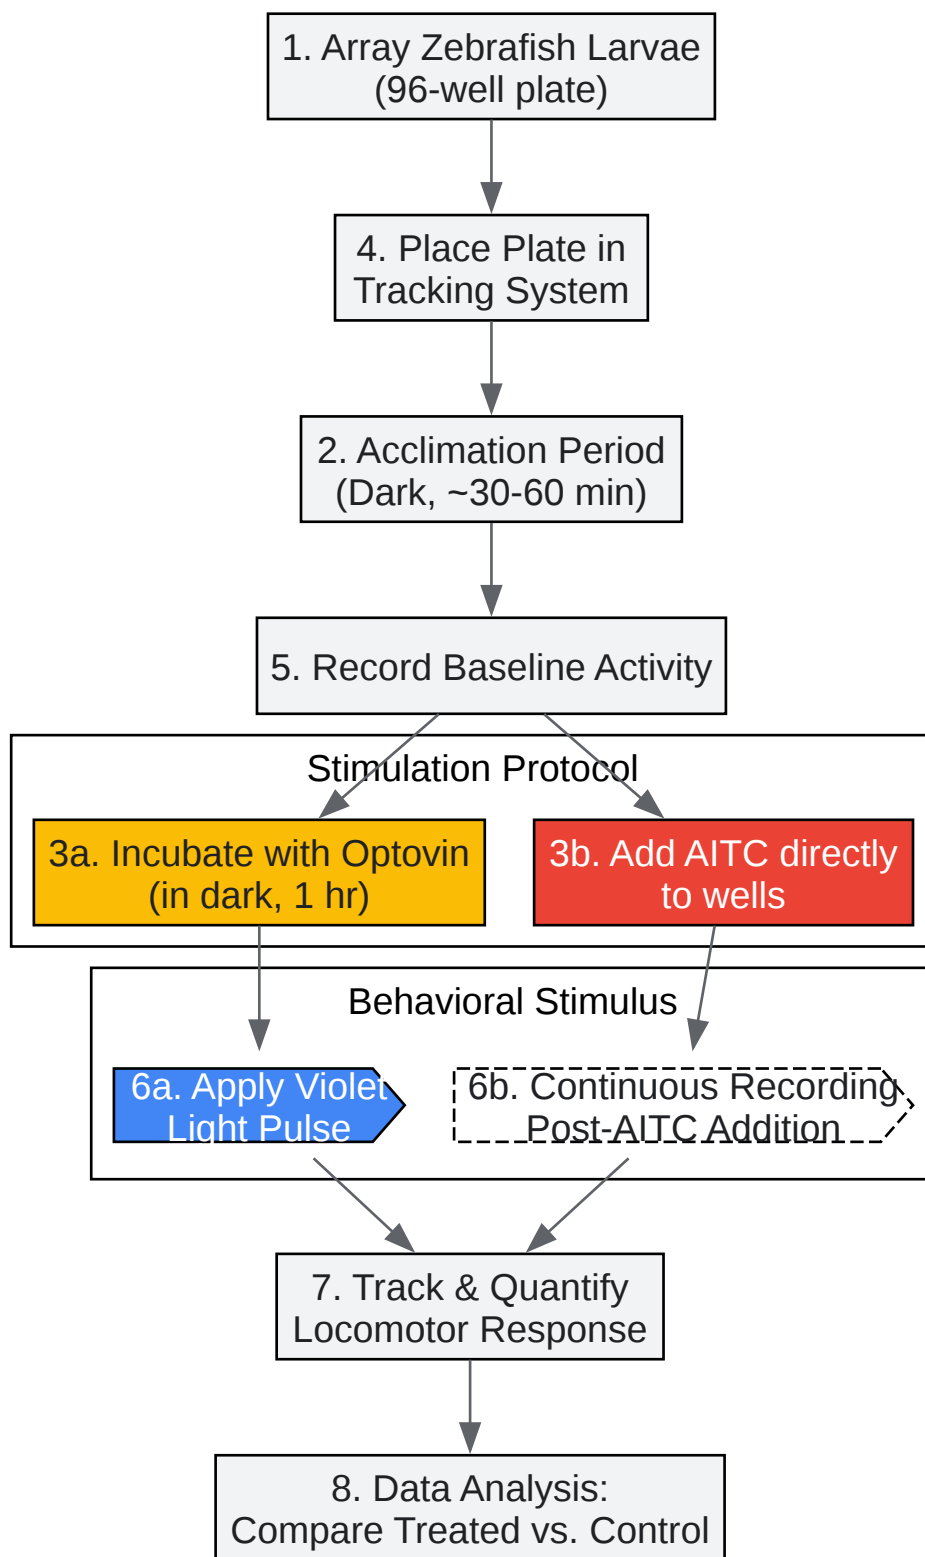 1. Array Zebrafish Larvae
(96-well plate)
4. Place Plate in
Tracking System
2. Acclimation Period
(Dark, ~30-60 min)
5. Record Baseline Activity
Stimulation Protocol
3a. Incubate with Optovin
(in dark, 1 hr)
3b. Add AITC directly
to wells
Behavioral Stimulus
6a. Apply Violet
Light Pulse
6b. Continuous Recording
Post-AITC Addition
7. Track & Quantify
Locomotor Response
8. Data Analysis:
Compare Treated vs. Control